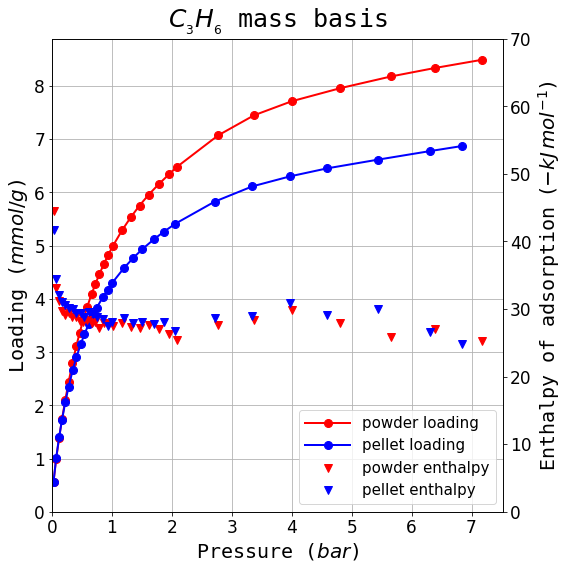 C₃H₆ mass basis
Loading (mmol/g)
8
7
6
5
4
3
2
1
0
70
60
50
40
30
20
10
0
Enthalpy of adsorption (−kJ mol⁻¹)
powder loading
pellet loading
powder enthalpy
pellet enthalpy
0 1 2 3 4 5 6 7
Pressure (bar)